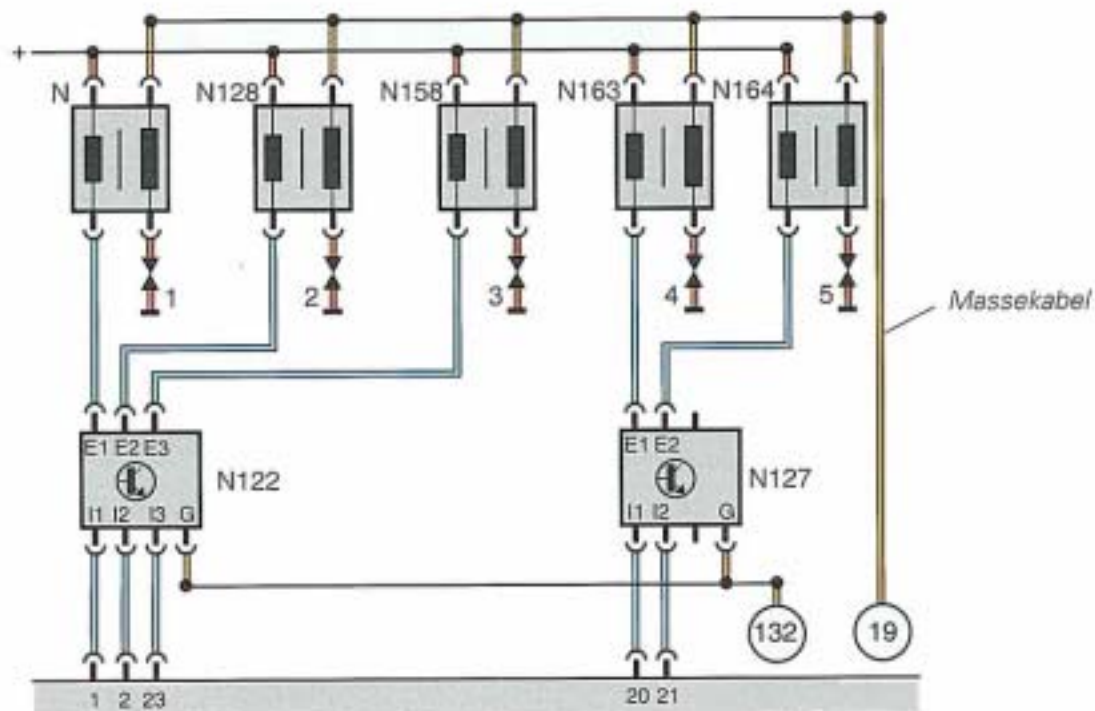 +
N N128 N158 N163 N164
1 2 3 4 5
Massekabel
E1 E2 E3
N122
I1 I2 I3 G
E1 E2
N127
I1 I2 G
132 19
1 2 23 20 21